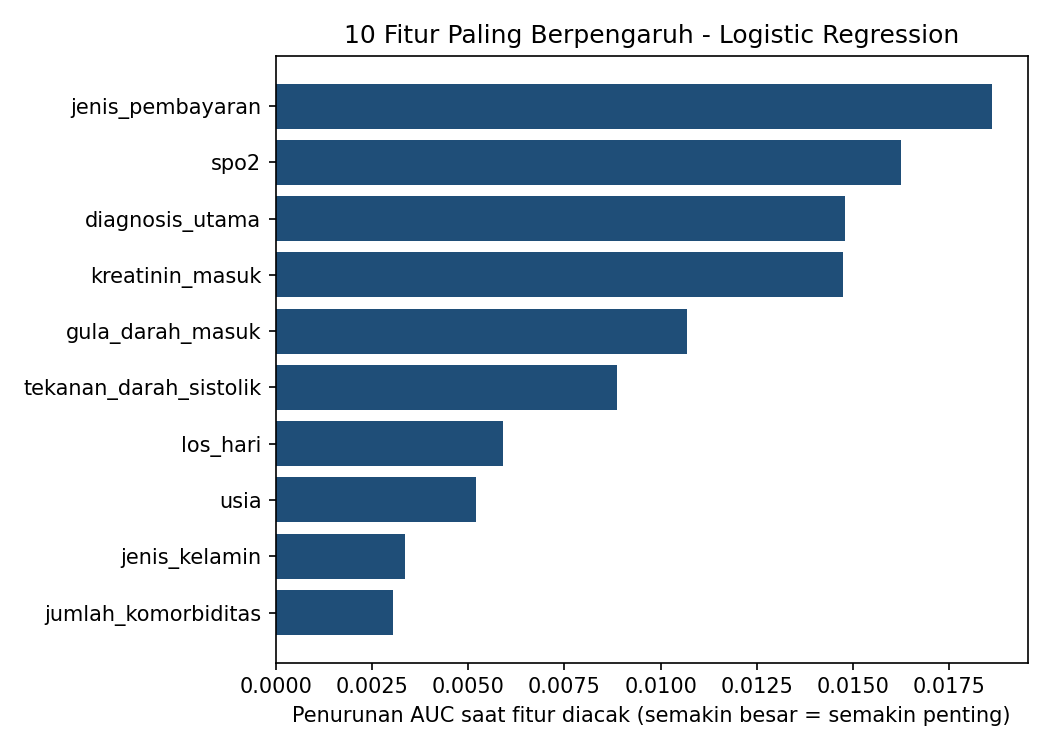 10 Fitur Paling Berpengaruh - Logistic Regression
jenis_pembayaran
spo2
diagnosis_utama
kreatinin_masuk
gula_darah_masuk
tekanan_darah_sistolik
los_hari
usia
jenis_kelamin
jumlah_komorbiditas
0.0000 0.0025 0.0050 0.0075 0.0100 0.0125 0.0150 0.0175
Penurunan AUC saat fitur diacak (semakin besar = semakin penting)